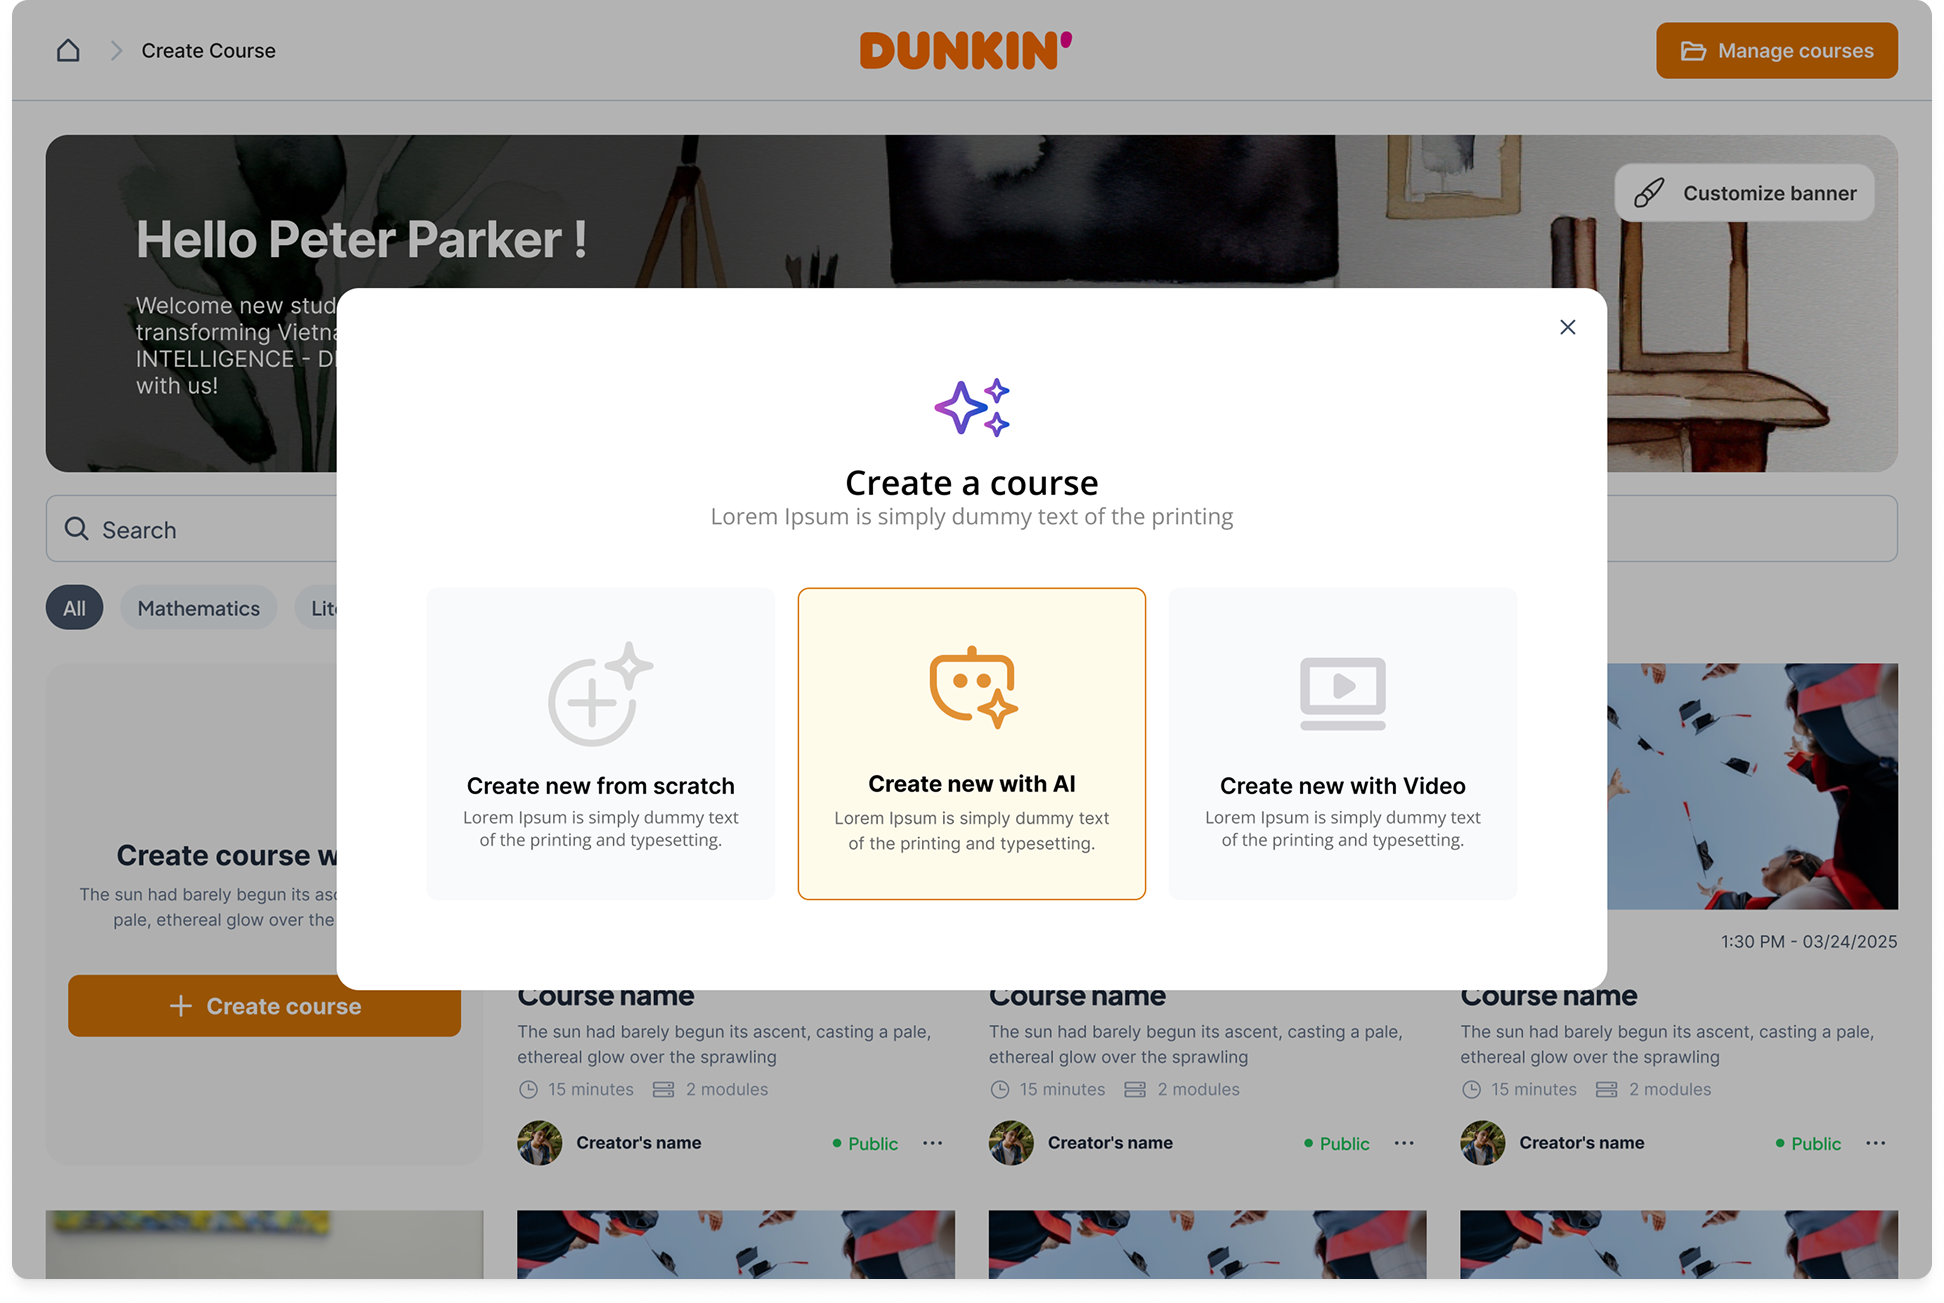 Create Course
DUNKIN'
Manage courses
Customize banner
Hello Peter Parker !
Welcome new stud
transforming Vietna
INTELLIGENCE - DI
with us!
Create a course
Lorem Ipsum is simply dummy text of the printing
Search
All
Mathematics
Lit
Create new from scratch
Lorem Ipsum is simply dummy text
of the printing and typesetting.
Create new with AI
Lorem Ipsum is simply dummy text
of the printing and typesetting.
Create new with Video
Lorem Ipsum is simply dummy text
of the printing and typesetting.
Create course w
The sun had barely begun its asc
pale, ethereal glow over the
Create course
1:30 PM - 03/24/2025
Course name
The sun had barely begun its ascent, casting a pale,
ethereal glow over the sprawling
15 minutes
2 modules
Creator's name
Public
Course name
The sun had barely begun its ascent, casting a pale,
ethereal glow over the sprawling
15 minutes
2 modules
Creator's name
Public
Course name
The sun had barely begun its ascent, casting a pale,
ethereal glow over the sprawling
15 minutes
2 modules
Creator's name
Public